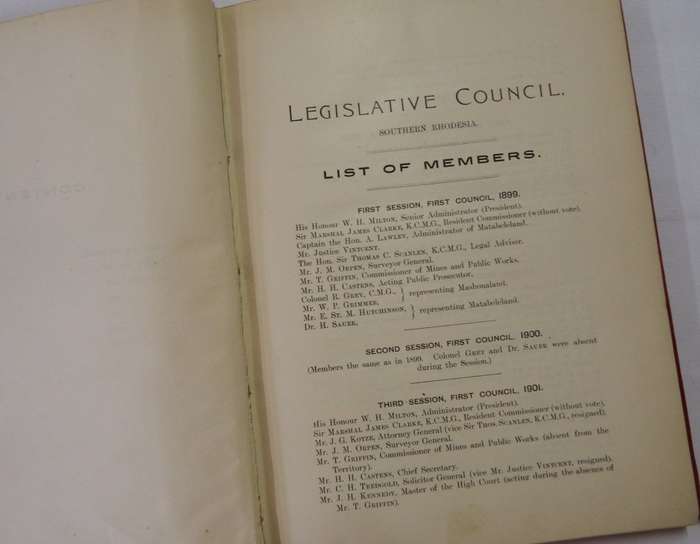 LEGISLATIVE COUNCIL.
SOUTHERN RHODESIA.
LIST OF MEMBERS.
FIRST SESSION, FIRST COUNCIL, 1899.
His Honour W. H. MILTON, Senior Administrator (President).
Sir MARSHAL JAMES CLARKE, K.C.M.G., Resident Commissioner (without vote).
Captain the Hon. A. LAWLEY, Administrator of Matabeleland.
Mr. Justice VINTCENT.
The Hon. Sir THOMAS C. SCANLEN, K.C.M.G., Legal Adviser.
Mr. J. M. ORPEN, Surveyor General.
Mr. T. GRIFFIN, Commissioner of Mines and Public Works.
Mr. H. H. CASTENS, Acting Public Prosecutor.
Colonel R. GREY, C.M.G., } representing Mashonaland.
Mr. W. P. GRIMMER,
Mr. E. ST. M. HUTCHINSON, } representing Matabeleland.
Dr. H. SAUER,
SECOND SESSION, FIRST COUNCIL, 1900.
(Members the same as in 1899. Colonel GREY and Dr. SAUER were absent
during the Session.)
THIRD SESSION, FIRST COUNCIL, 1901.
His Honour W. H. MILTON, Administrator (President).
Sir MARSHAL JAMES CLARKE, K.C.M.G., Resident Commissioner (without vote).
Mr. J. G. KOTZE, Attorney General (vice Sir THOS. SCANLEN, K.C.M.G., resigned).
Mr. J. M. ORPEN, Surveyor General.
Mr. T. GRIFFIN, Commissioner of Mines and Public Works (absent from the
Territory).
Mr. H. H. CASTENS, Chief Secretary.
Mr. C. H. TREDGOLD, Solicitor General (vice Mr. Justice VINTCENT, resigned).
Mr. J. H. KENNEDY, Master of the High Court (acting during the absence of
Mr. T. GRIFFIN).